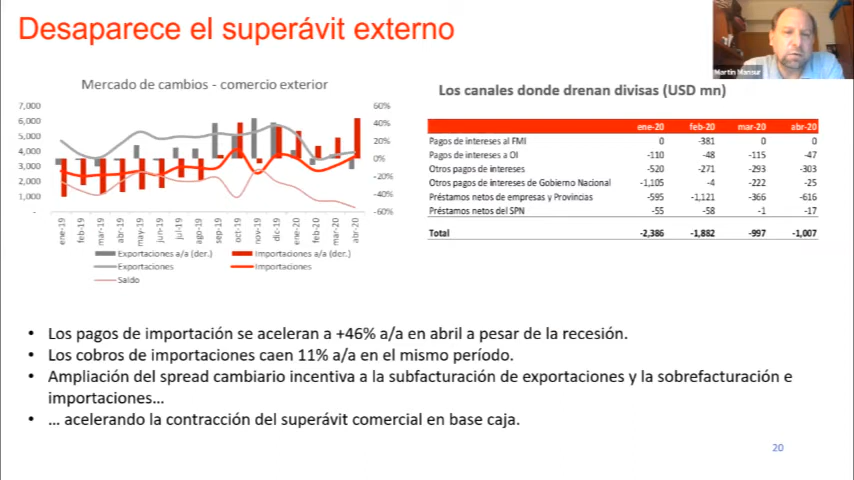 Desaparece el superávit externo
Martin Mansur
Mercado de cambios - comercio exterior
7,000
6,000
5,000
4,000
3,000
2,000
1,000
-
60%
40%
20%
0%
-20%
-40%
-60%
ene-19
feb-19
mar-19
abr-19
may-19
jun-19
jul-19
ago-19
sep-19
oct-19
nov-19
dic-19
ene-20
feb-20
mar-20
abr-20
Exportaciones a/a (der.) Importaciones a/a (der.)
Exportaciones Importaciones
Saldo
Los canales donde drenan divisas (USD mn)
ene-20 feb-20 mar-20 abr-20
Pagos de intereses al FMI 0 -381 0 0
Pagos de intereses a OI -110 -48 -115 -47
Otros pagos de intereses -520 -271 -293 -303
Otros pagos de intereses de Gobierno Nacional -1,105 -4 -222 -25
Préstamos netos de empresas y Provincias -595 -1,121 -366 -616
Préstamos netos del SPN -55 -58 -1 -17
Total -2,386 -1,882 -997 -1,007
• Los pagos de importación se aceleran a +46% a/a en abril a pesar de la recesión.
• Los cobros de importaciones caen 11% a/a en el mismo período.
• Ampliación del spread cambiario incentiva a la subfacturación de exportaciones y la sobrefacturación e
importaciones…
• … acelerando la contracción del superávit comercial en base caja.
20